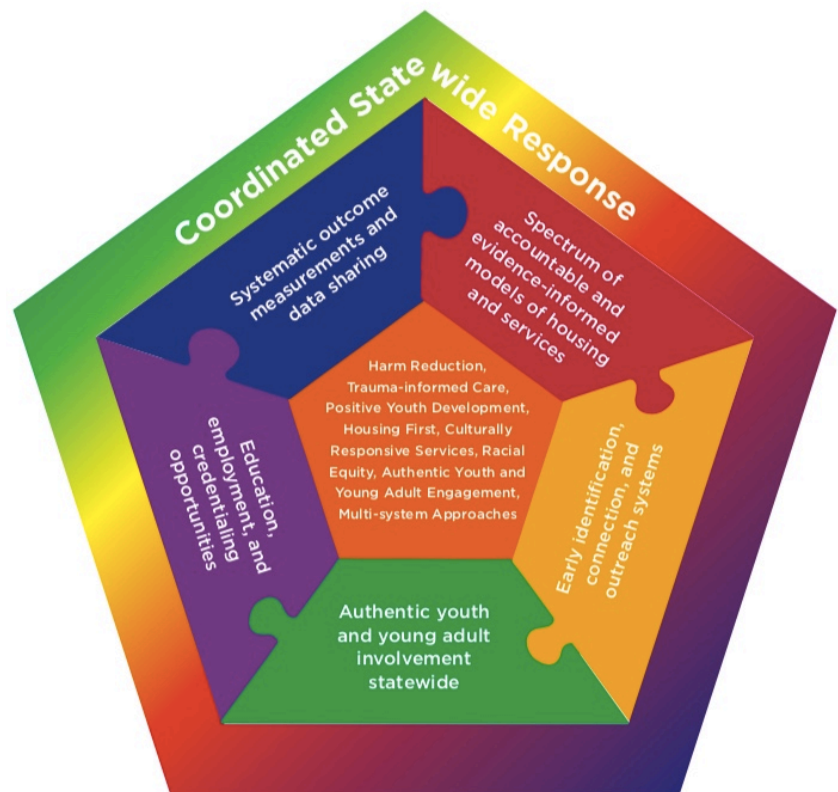 Coordinated Statewide Response
Systematic outcome
measurements and
data sharing
Spectrum of
accountable and
evidence-informed
models of housing
and services
Harm Reduction,
Trauma-informed Care,
Positive Youth Development,
Housing First, Culturally
Responsive Services, Racial
Equity, Authentic Youth and
Young Adult Engagement,
Multi-system Approaches
Education,
employment, and
credentialing
opportunities
Early identification,
connection, and
outreach systems
Authentic youth
and young adult
involvement
statewide